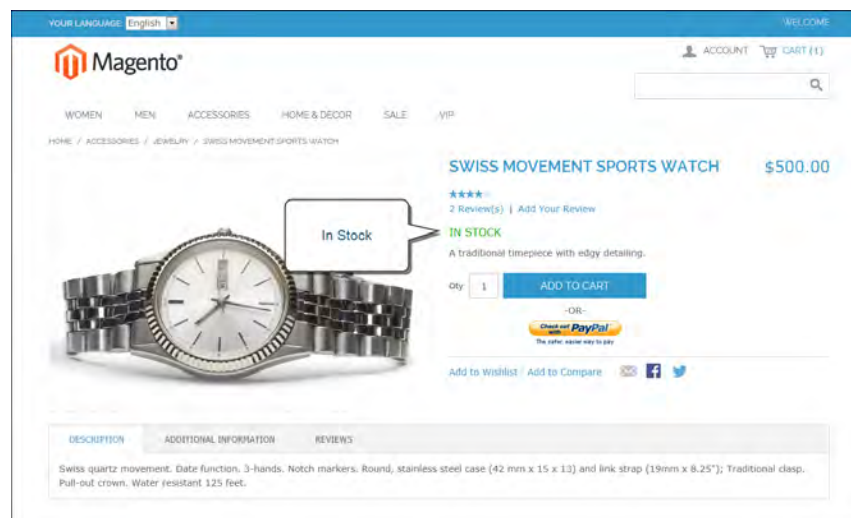 YOUR LANGUAGE: English
WELCOME
Magento®
ACCOUNT CART (1)
WOMEN MEN ACCESSORIES HOME & DECOR SALE VIP
HOME / ACCESSORIES / JEWELRY / SWISS MOVEMENT SPORTS WATCH
SWISS MOVEMENT SPORTS WATCH $500.00
2 Review(s) | Add Your Review
In Stock
IN STOCK
A traditional timepiece with edgy detailing.
Qty 1 ADD TO CART
-OR-
Check out with PayPal
The safer, easier way to pay
Add to Wishlist Add to Compare
DESCRIPTION ADDITIONAL INFORMATION REVIEWS
Swiss quartz movement. Date function. 3-hands. Notch markers. Round, stainless steel case (42 mm x 15 x 13) and link strap (19mm x 8.25"); Traditional clasp.
Pull-out crown. Water resistant 125 feet.